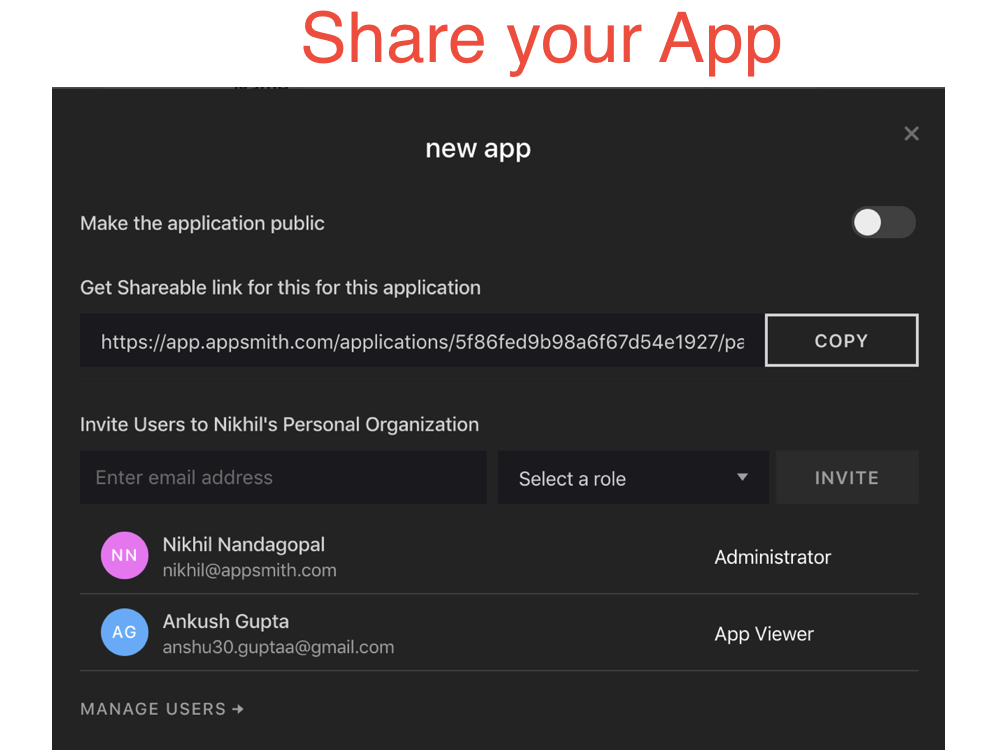 Share your App
new app
Make the application public
Get Shareable link for this for this application
https://app.appsmith.com/applications/5f86fed9b98a6f67d54e1927/pa
COPY
Invite Users to Nikhil's Personal Organization
Enter email address
Select a role
INVITE
NN
Nikhil Nandagopal
nikhil@appsmith.com
Administrator
AG
Ankush Gupta
anshu30.guptaa@gmail.com
App Viewer
MANAGE USERS